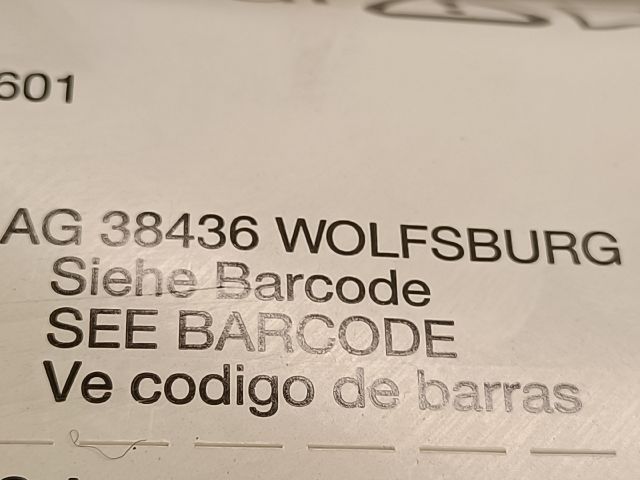 601
AG 38436 WOLFSBURG
Siehe Barcode
SEE BARCODE
Ve codigo de barras